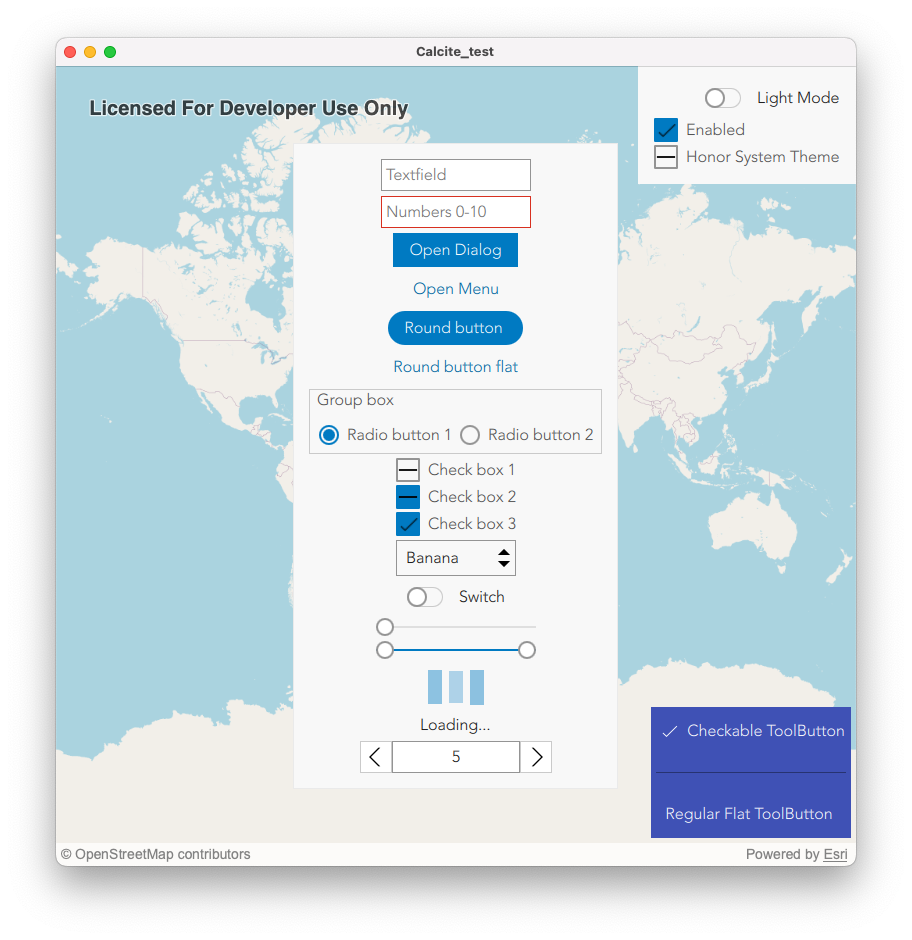 Calcite_test
Licensed For Developer Use Only
Light Mode
Enabled
Honor System Theme
Textfield
Numbers 0-10
Open Dialog
Open Menu
Round button
Round button flat
Group box
Radio button 1 Radio button 2
Check box 1
Check box 2
Check box 3
Banana
Switch
Loading...
5
Checkable ToolButton
Regular Flat ToolButton
© OpenStreetMap contributors
Powered by Esri